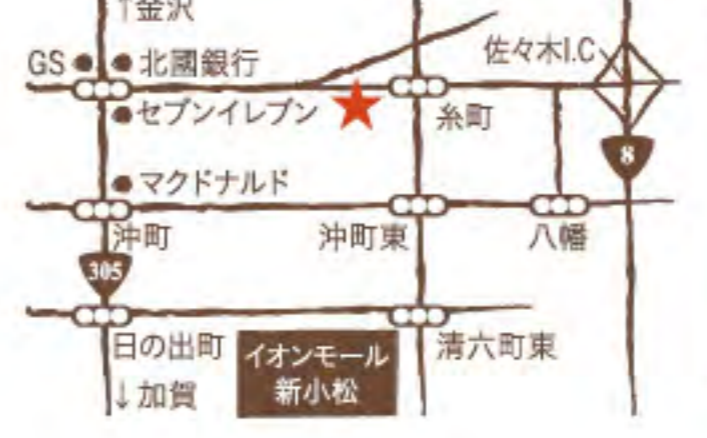 ↑金沢
GS
北國銀行
佐々木I.C
セブンイレブン
糸町
8
マクドナルド
沖町
沖町東
八幡
305
日の出町
イオンモール
新小松
清六町東
↓加賀